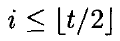 i ≤ ⌊t/2⌋